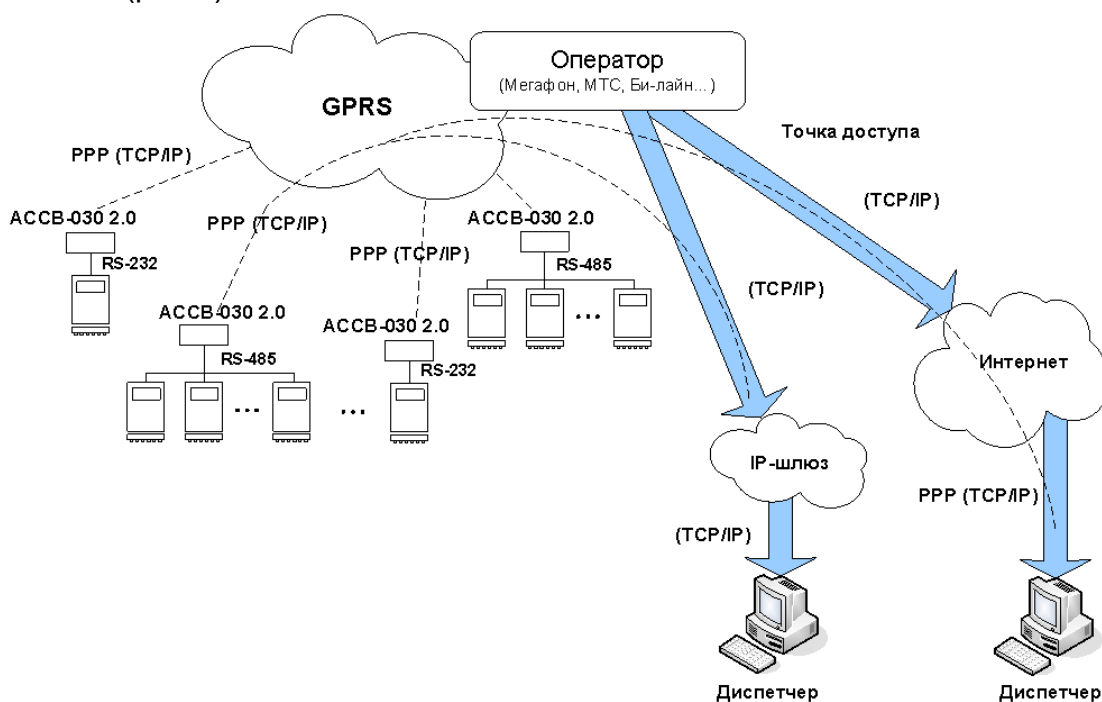 Оператор
(Мегафон, МТС, Би-лайн...)
GPRS
Точка доступа
PPP (TCP/IP)
(TCP/IP)
АССВ-030 2.0
PPP (TCP/IP)
АССВ-030 2.0
PPP (TCP/IP)
RS-232
RS-485
(TCP/IP)
АССВ-030 2.0
АССВ-030 2.0
...
RS-485
RS-232
Интернет
...
...
IP-шлюз
PPP (TCP/IP)
(TCP/IP)
Диспетчер
Диспетчер